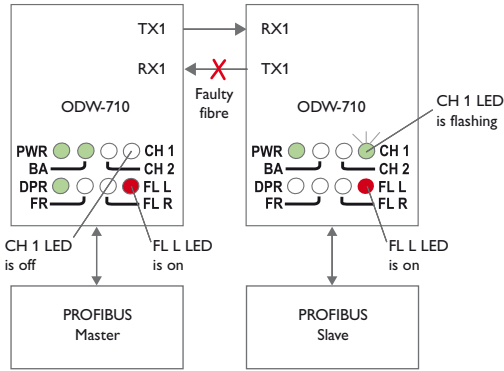 TX1
RX1
RX1
TX1
Faulty
fibre
ODW-710
PWR
CH 1
BA
CH 2
DPR
FL L
FR
FL R
CH 1 LED
is off
FL L LED
is on
ODW-710
PWR
CH 1
BA
CH 2
DPR
FL L
FR
FL R
CH 1 LED
is flashing
FL L LED
is on
PROFIBUS
Master
PROFIBUS
Slave